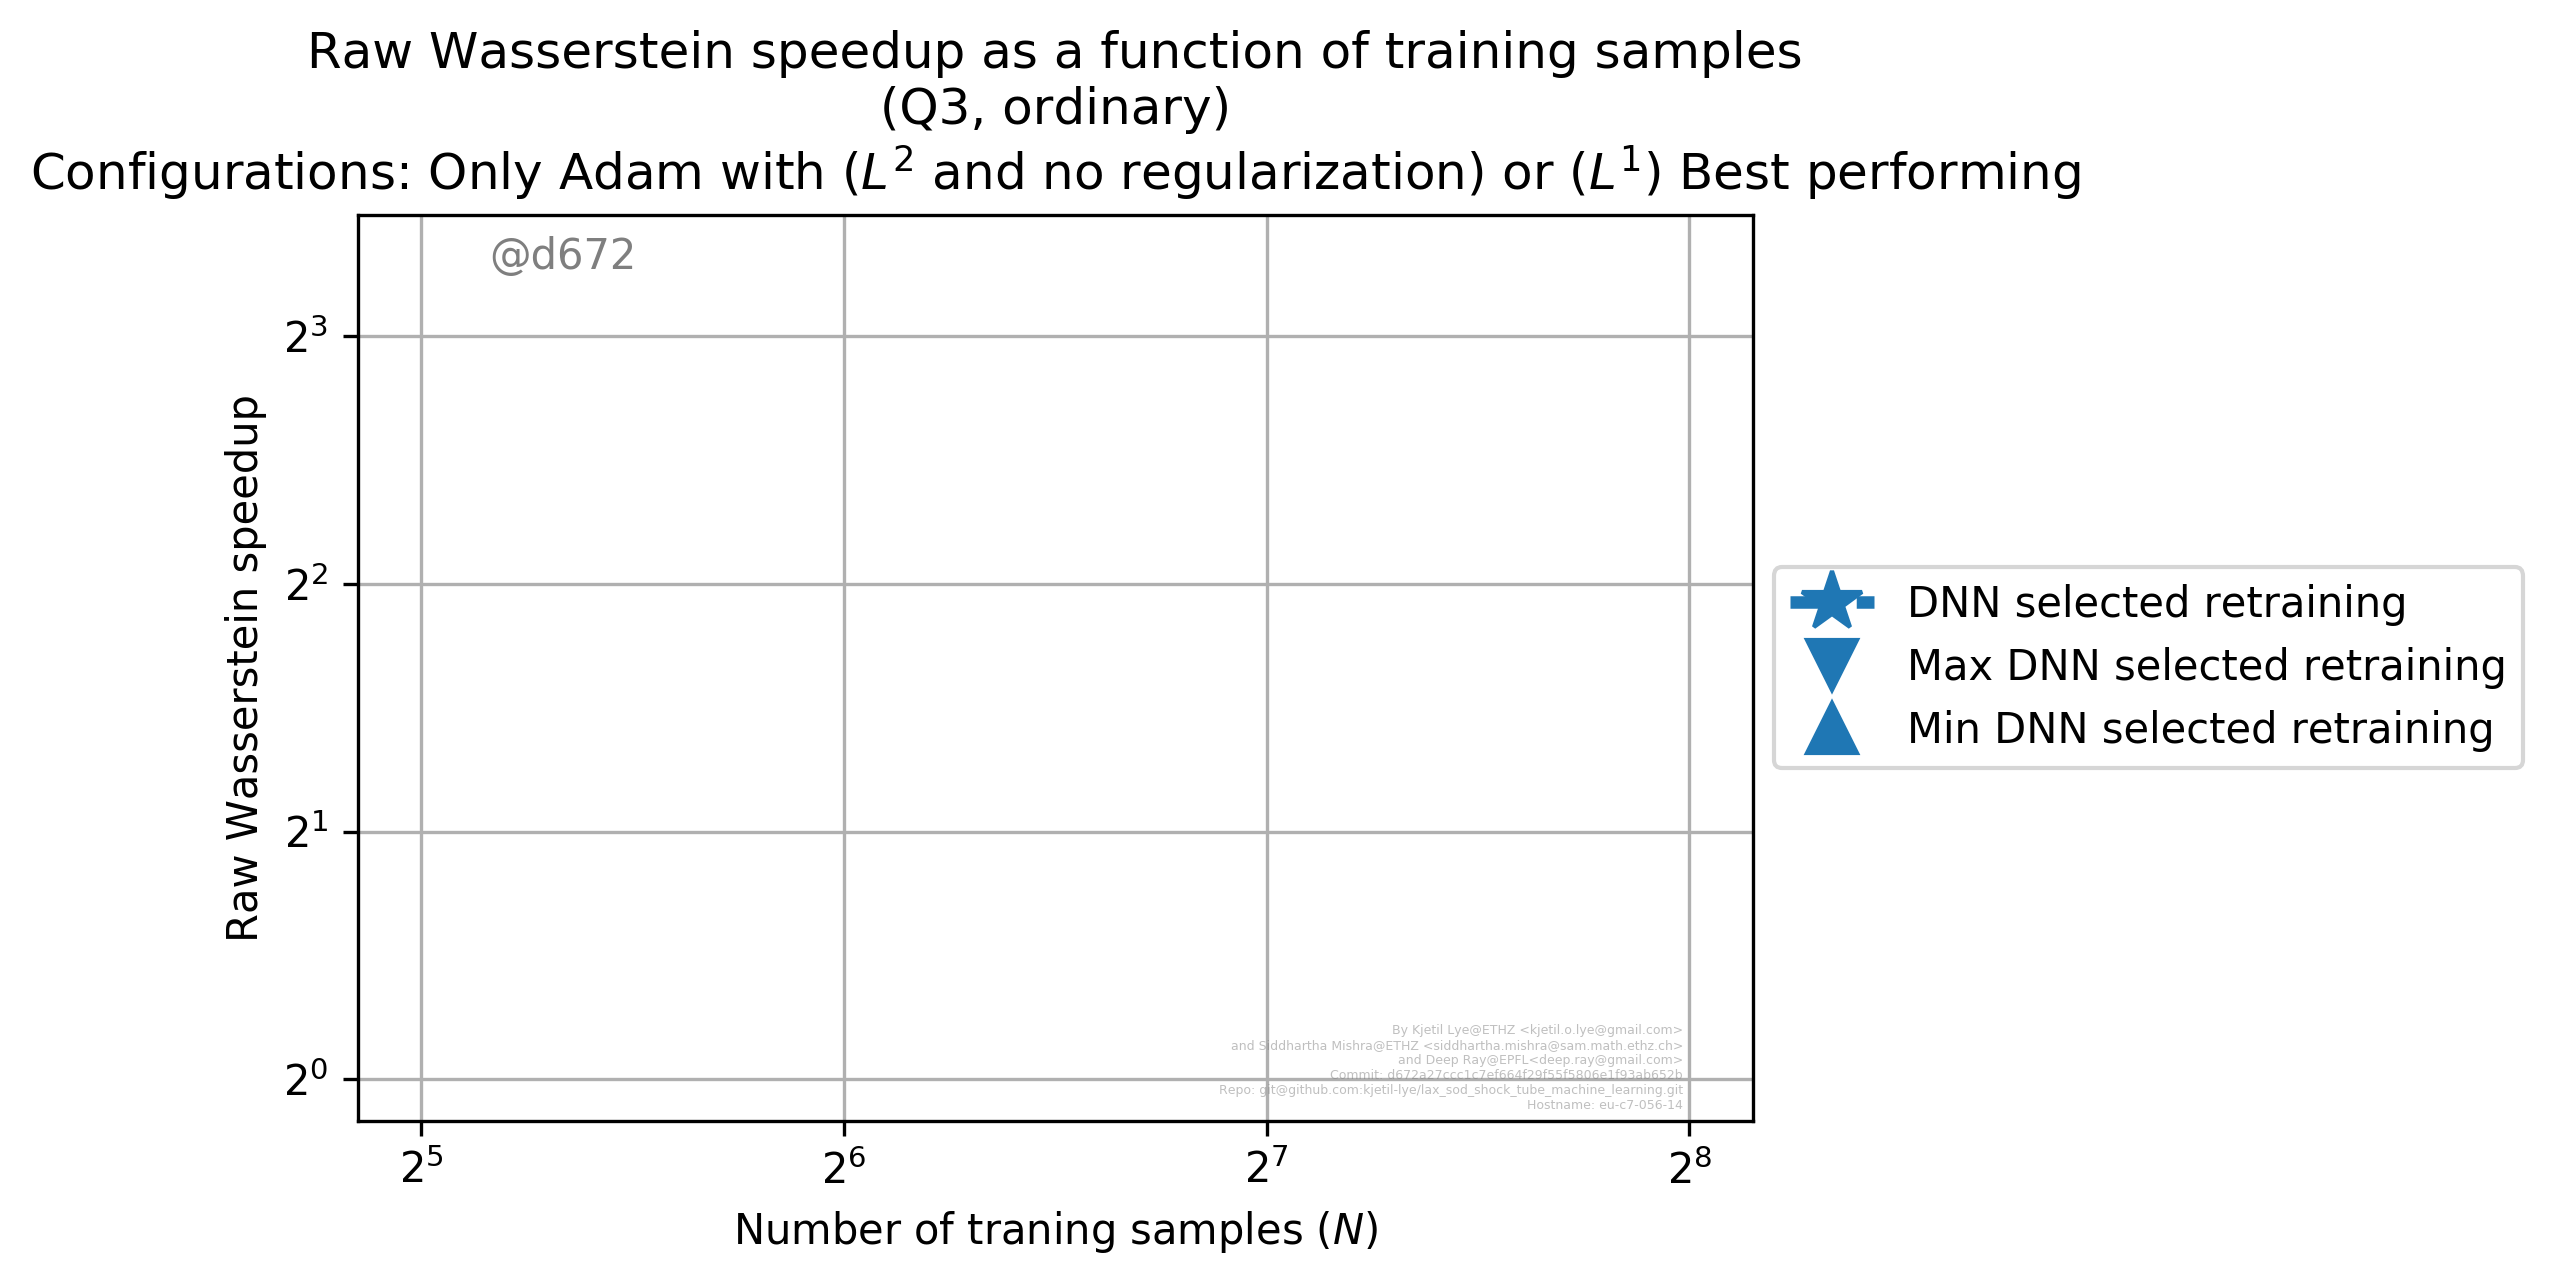 Raw Wasserstein speedup as a function of training samples
(Q3, ordinary)
Configurations: Only Adam with (L² and no regularization) or (L¹) Best performing
@d672
2³
2²
2¹
2⁰
Raw Wasserstein speedup
DNN selected retraining
Max DNN selected retraining
Min DNN selected retraining
By Kjetil Lye@ETHZ <kjetil.o.lye@gmail.com>
and Siddhartha Mishra@ETHZ <siddhartha.mishra@sam.math.ethz.ch>
and Deep Ray@EPFL<deep.ray@gmail.com>
Commit: d672a27ccc1c7ef664f29f55f5806e1f93ab652b
Repo: git@github.com:kjetil-lye/lax_sod_shock_tube_machine_learning.git
Hostname: eu-c7-056-14
2⁵ 2⁶ 2⁷ 2⁸
Number of traning samples (N)